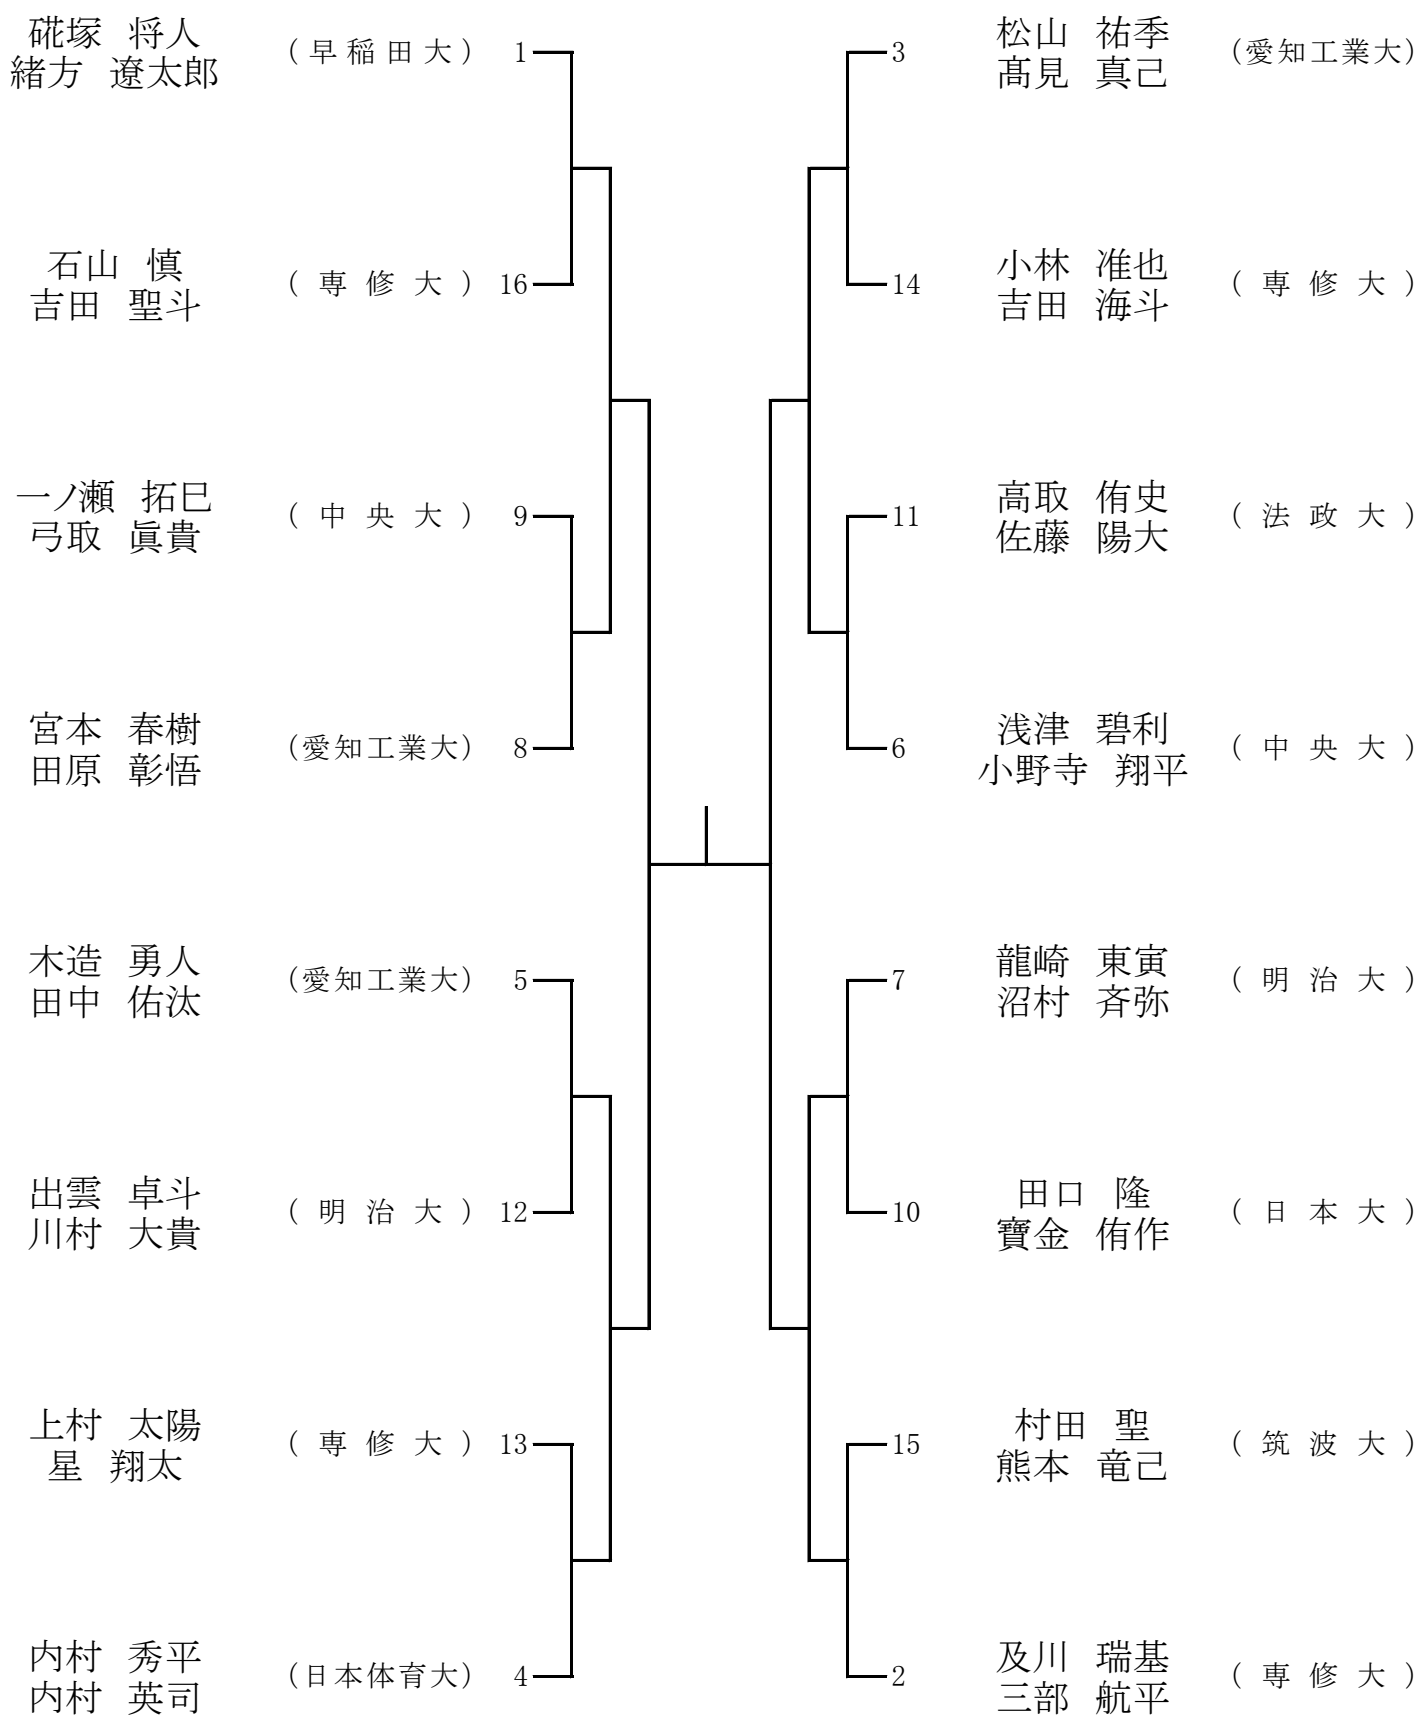 硴塚 将人
緒方 遼太郎
(早稲田大) 1
石山 慎
吉田 聖斗
(専修大) 16
一ノ瀬 拓巳
弓取 眞貴
(中央大) 9
宮本 春樹
田原 彰悟
(愛知工業大) 8
木造 勇人
田中 佑汰
(愛知工業大) 5
出雲 卓斗
川村 大貴
(明治大) 12
上村 太陽
星 翔太
(専修大) 13
内村 秀平
内村 英司
(日本体育大) 4
3
松山 祐季
髙見 真己
(愛知工業大)
14
小林 准也
吉田 海斗
(専修大)
11
高取 侑史
佐藤 陽大
(法政大)
6
浅津 碧利
小野寺 翔平
(中央大)
7
龍崎 東寅
沼村 斉弥
(明治大)
10
田口 隆
寶金 侑作
(日本大)
15
村田 聖
熊本 竜己
(筑波大)
2
及川 瑞基
三部 航平
(専修大)